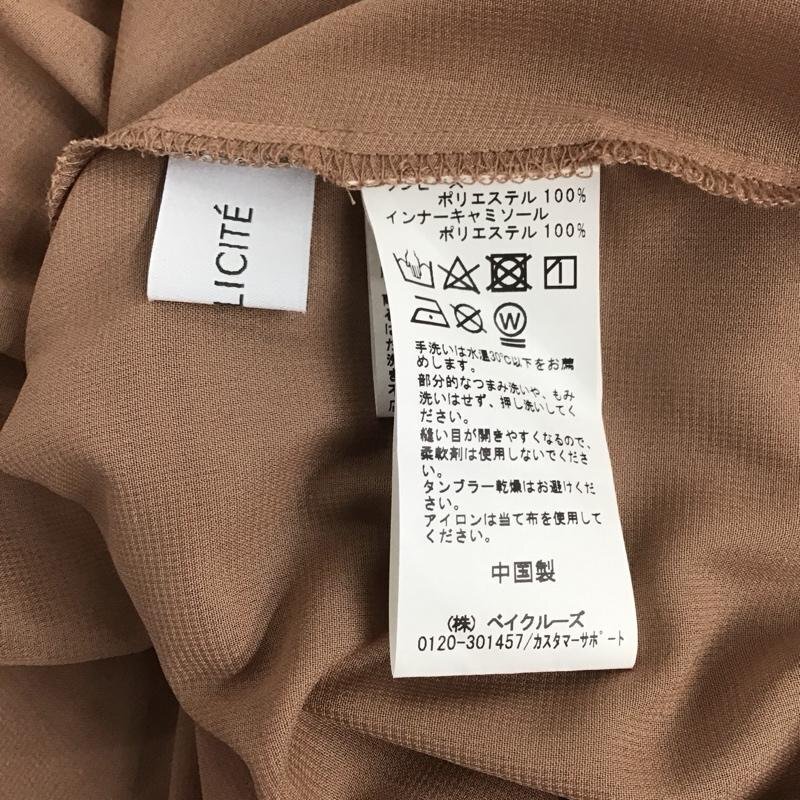 LICITÉ
ワンピース
ポリエステル 100%
インナーキャミソール
ポリエステル 100%
W
手洗いは水温30℃以下をお薦
めします。
部分的なつまみ洗いや、もみ
洗いはせず、押し洗いしてく
ださい。
縫い目が開きやすくなるので、
柔軟剤は使用しないでくださ
い。
タンブラー乾燥はお避けくだ
さい。
アイロンは当て布を使用して
ください。
中国製
(株) ベイクルーズ
0120-301457/カスタマーサポート